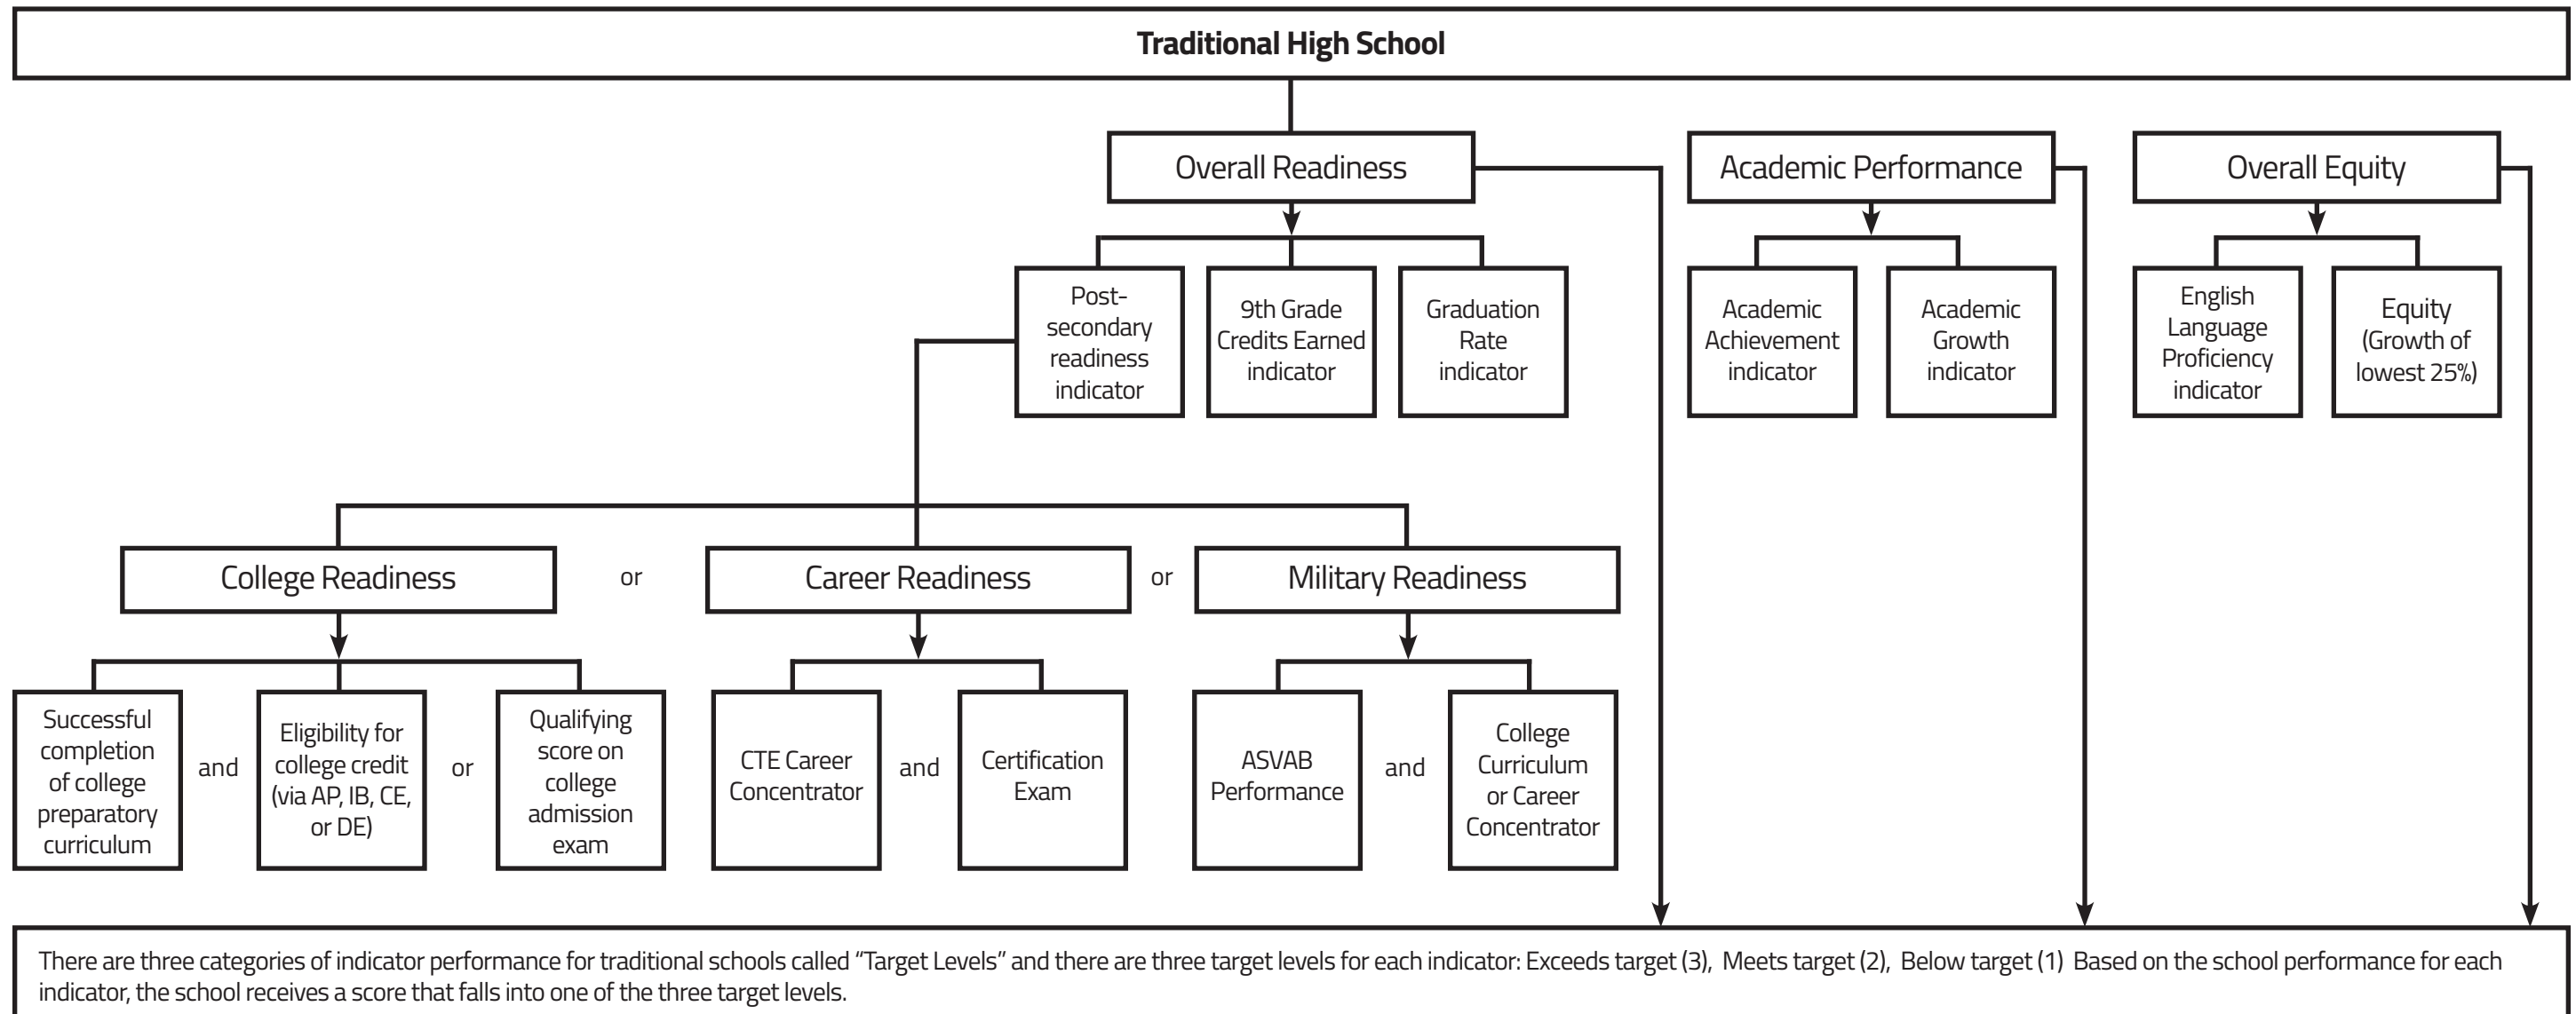 Traditional High School
Overall Readiness
Academic Performance
Overall Equity
Post-
secondary
readiness
indicator
9th Grade
Credits Earned
indicator
Graduation
Rate
indicator
Academic
Achievement
indicator
Academic
Growth
indicator
English
Language
Proficiency
indicator
Equity
(Growth of
lowest 25%)
College Readiness
or
Career Readiness
or
Military Readiness
Successful
completion
of college
preparatory
curriculum
and
Eligibility for
college credit
(via AP, IB, CE,
or DE)
or
Qualifying
score on
college
admission
exam
CTE Career
Concentrator
and
Certification
Exam
ASVAB
Performance
and
College
Curriculum
or Career
Concentrator
There are three categories of indicator performance for traditional schools called “Target Levels” and there are three target levels for each indicator: Exceeds target (3), Meets target (2), Below target (1) Based on the school performance for each
indicator, the school receives a score that falls into one of the three target levels.